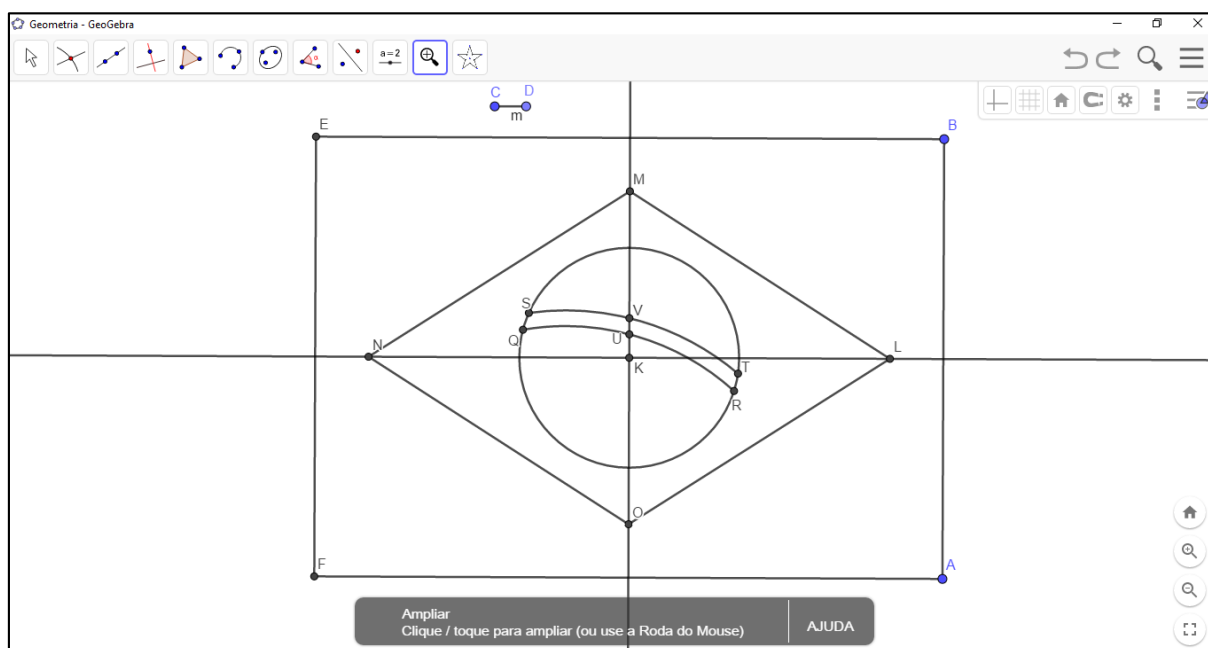 Geometria - GeoGebra
a=2
C D
m
E
B
M
S
V
Q
U
N
L
K
T
R
O
F
A
Ampliar
Clique / toque para ampliar (ou use a Roda do Mouse)
AJUDA